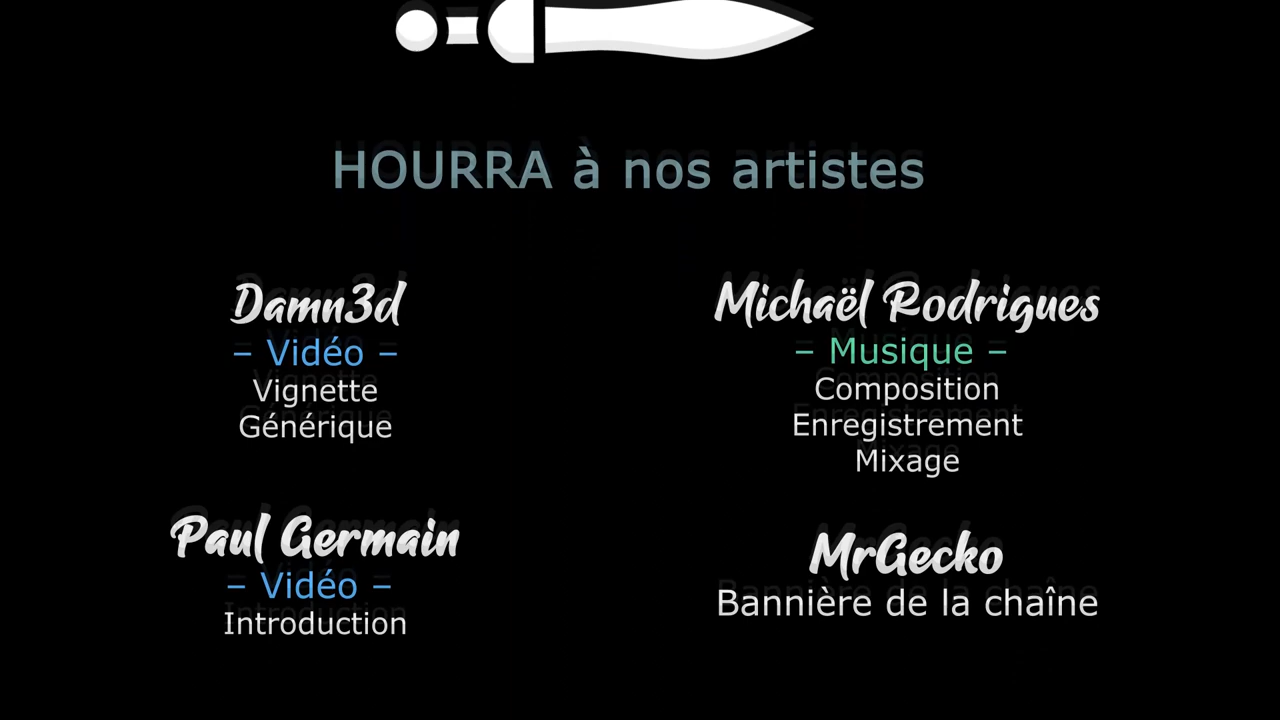 HOURRA à nos artistes
Damn3d
– Vidéo –
Vignette
Générique
Michaël Rodrigues
– Musique –
Composition
Enregistrement
Mixage
Paul Germain
– Vidéo –
Introduction
MrGecko
Bannière de la chaîne